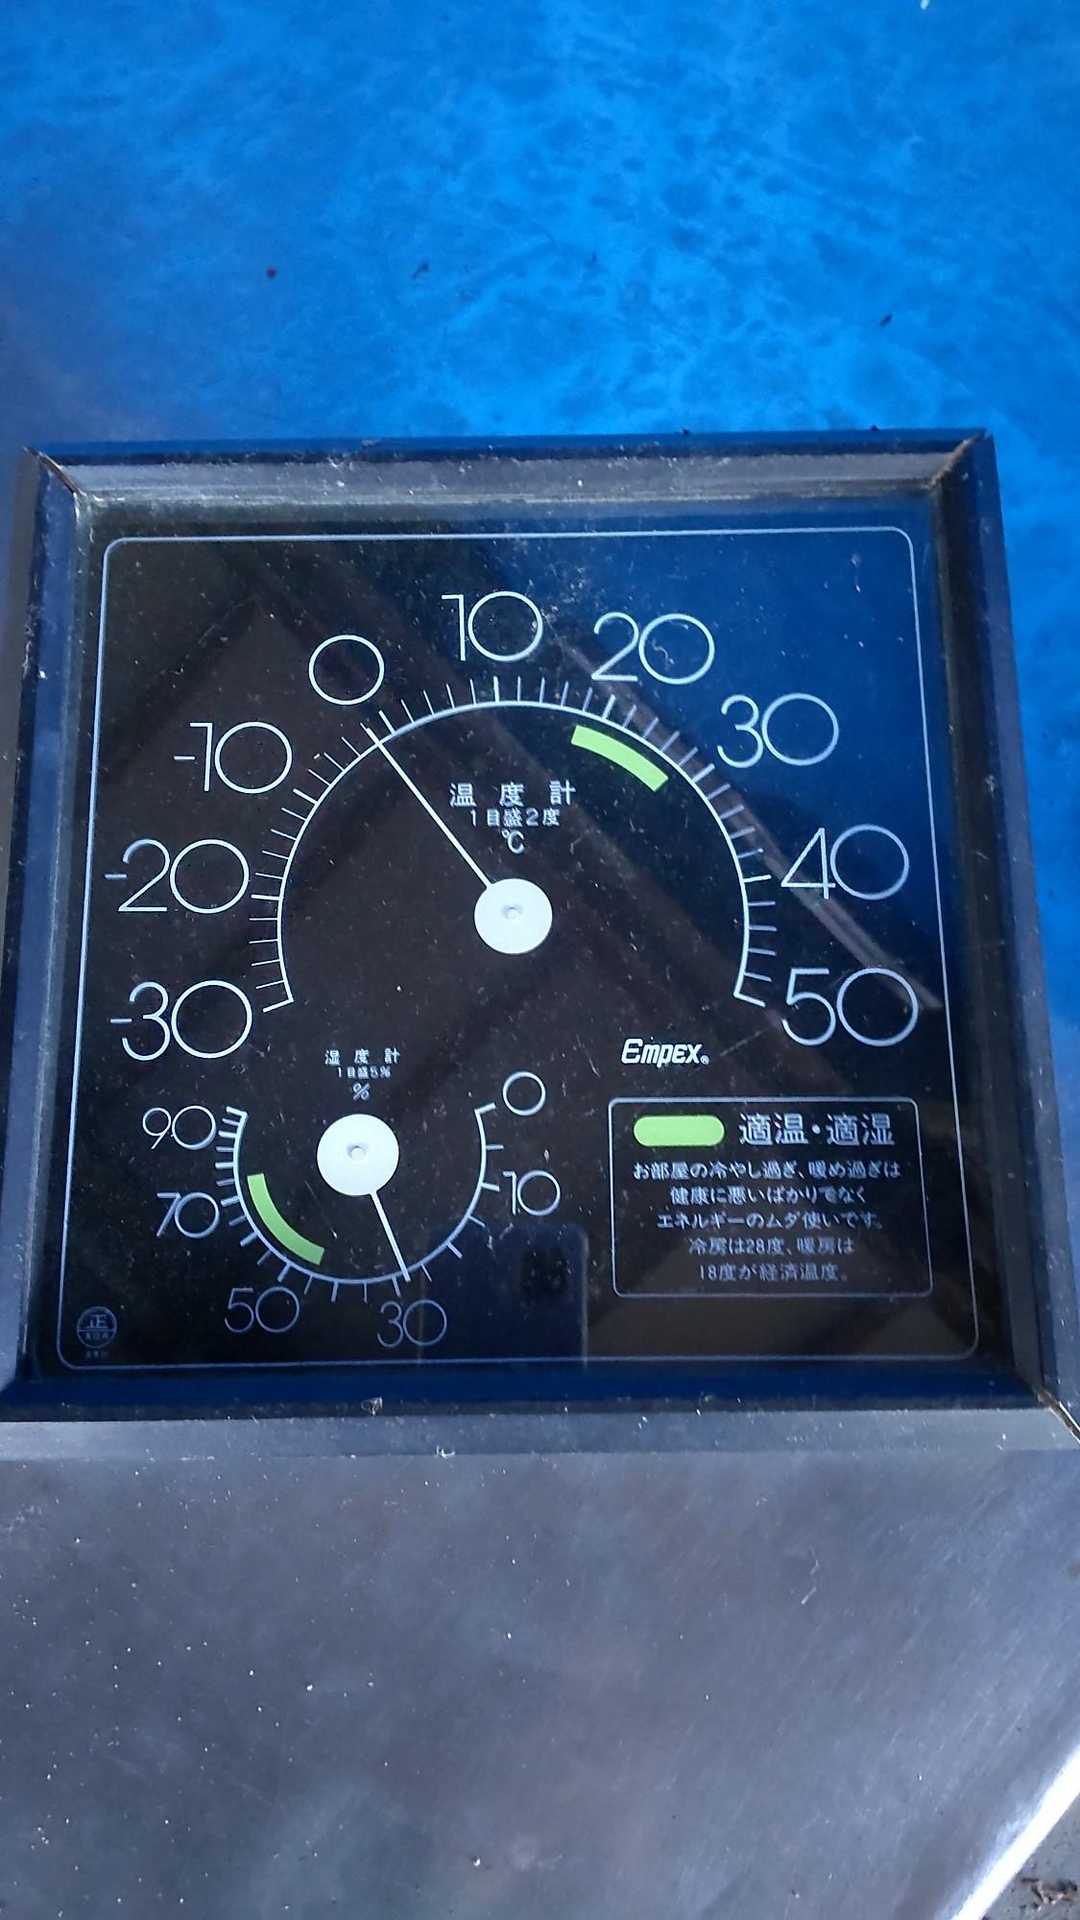 10
0
20
-10
30
温度計
1目盛2度
℃
-20
40
-30
50
湿度計
1目盛5%
%
Empex®
90
0
70
10
50
30
適温・適湿
お部屋の冷やし過ぎ、暖め過ぎは
健康に悪いばかりでなく
エネルギーのムダ使いです。
冷房は28度、暖房は
18度が経済温度。
正